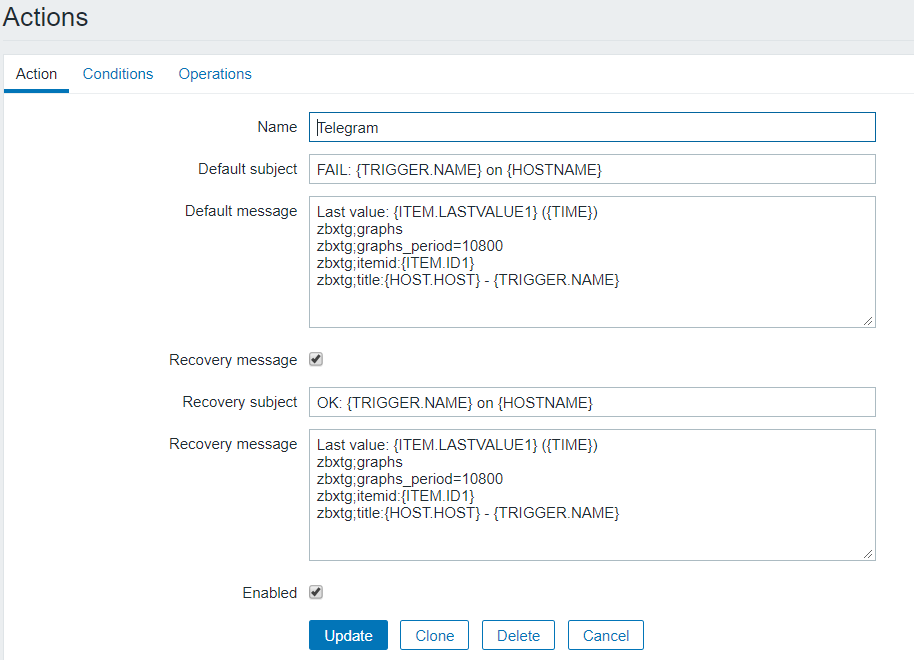 Actions
Action Conditions Operations
Name Telegram
Default subject FAIL: {TRIGGER.NAME} on {HOSTNAME}
Default message Last value: {ITEM.LASTVALUE1} ({TIME})
zbxtg;graphs
zbxtg;graphs_period=10800
zbxtg;itemid:{ITEM.ID1}
zbxtg;title:{HOST.HOST} - {TRIGGER.NAME}
Recovery message
Recovery subject OK: {TRIGGER.NAME} on {HOSTNAME}
Recovery message Last value: {ITEM.LASTVALUE1} ({TIME})
zbxtg;graphs
zbxtg;graphs_period=10800
zbxtg;itemid:{ITEM.ID1}
zbxtg;title:{HOST.HOST} - {TRIGGER.NAME}
Enabled
Update Clone Delete Cancel